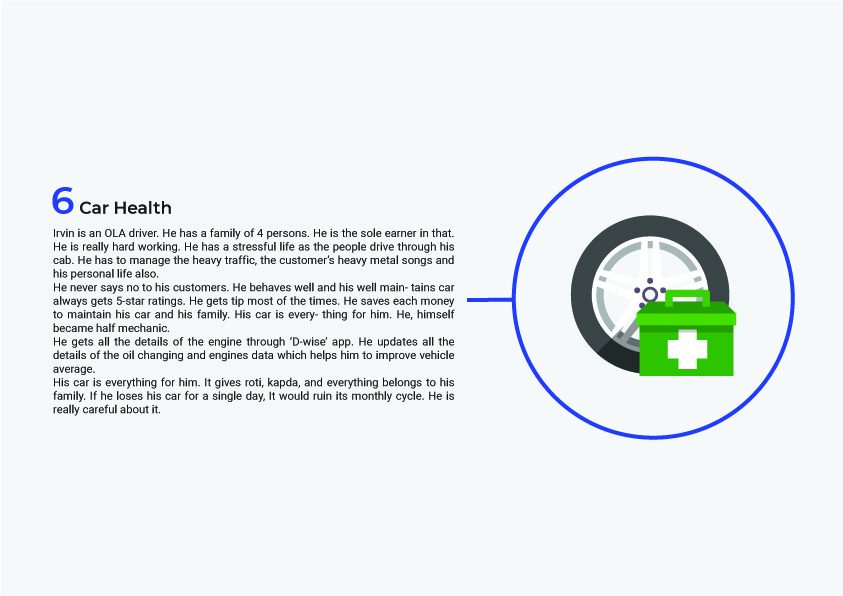 6 Car Health
Irvin is an OLA driver. He has a family of 4 persons. He is the sole earner in that.
He is really hard working. He has a stressful life as the people drive through his
cab. He has to manage the heavy traffic, the customer's heavy metal songs and
his personal life also.
He never says no to his customers. He behaves well and his well main- tains car
always gets 5-star ratings. He gets tip most of the times. He saves each money
to maintain his car and his family. His car is every- thing for him. He, himself
became half mechanic.
He gets all the details of the engine through ‘D-wise’ app. He updates all the
details of the oil changing and engines data which helps him to improve vehicle
average.
His car is everything for him. It gives roti, kapda, and everything belongs to his
family. If he loses his car for a single day, It would ruin its monthly cycle. He is
really careful about it.